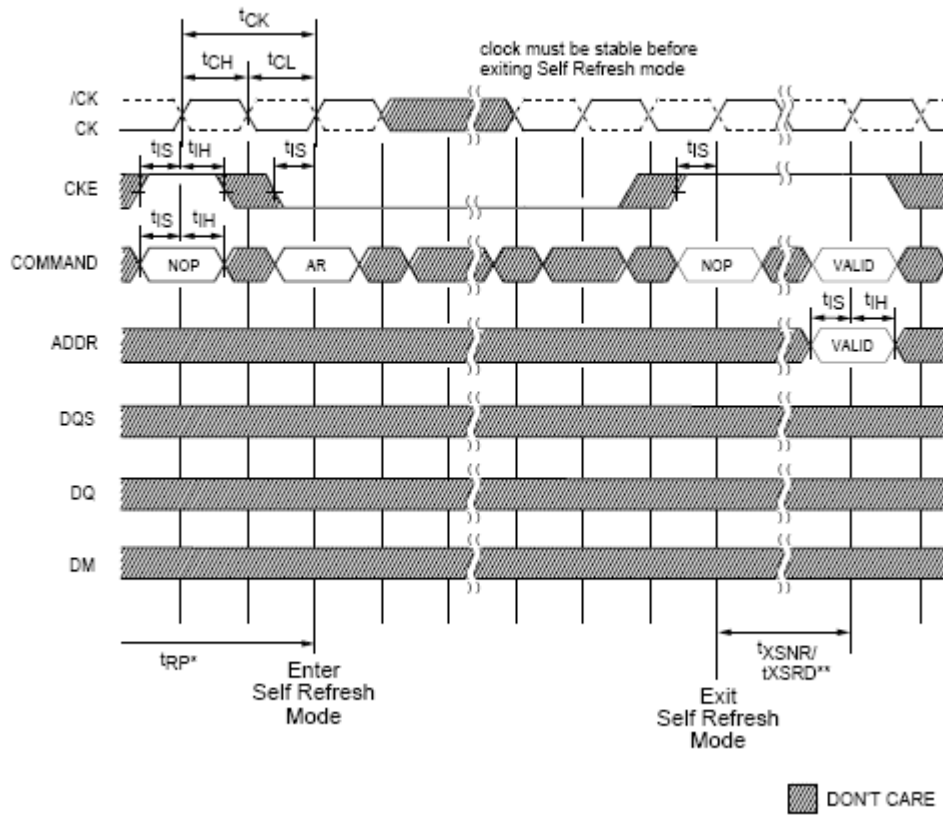 tCK
tCH tCL
clock must be stable before
exiting Self Refresh mode
/CK
CK
tIS tIH tIS tIS
CKE
tIS tIH
COMMAND NOP AR NOP VALID
tIS tIH
ADDR VALID
DQS
DQ
DM
tRP*
Enter
Self Refresh
Mode
tXSNR/
tXSRD**
Exit
Self Refresh
Mode
DON'T CARE